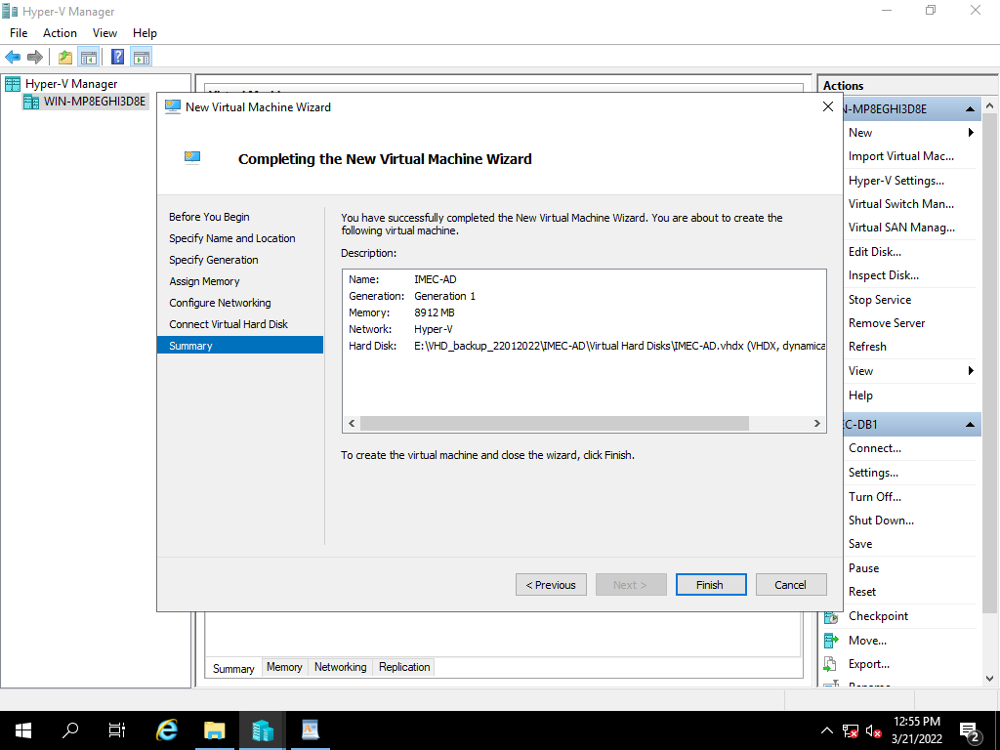 Hyper-V Manager
File Action View Help
Hyper-V Manager
WIN-MP8EGHI3D8E
New Virtual Machine Wizard
Completing the New Virtual Machine Wizard
Before You Begin
Specify Name and Location
Specify Generation
Assign Memory
Configure Networking
Connect Virtual Hard Disk
Summary
You have successfully completed the New Virtual Machine Wizard. You are about to create the
following virtual machine.
Description:
Name: IMEC-AD
Generation: Generation 1
Memory: 8912 MB
Network: Hyper-V
Hard Disk: E:\VHD_backup_22012022\IMEC-AD\Virtual Hard Disks\IMEC-AD.vhdx (VHDX, dynamica
To create the virtual machine and close the wizard, click Finish.
< Previous
Next >
Finish
Cancel
Summary Memory Networking Replication
Actions
N-MP8EGHI3D8E
New
Import Virtual Mac...
Hyper-V Settings...
Virtual Switch Man...
Virtual SAN Manag...
Edit Disk...
Inspect Disk...
Stop Service
Remove Server
Refresh
View
Help
EC-DB1
Connect...
Settings...
Turn Off...
Shut Down...
Save
Pause
Reset
Checkpoint
Move...
Export...
12:55 PM
3/21/2022
2